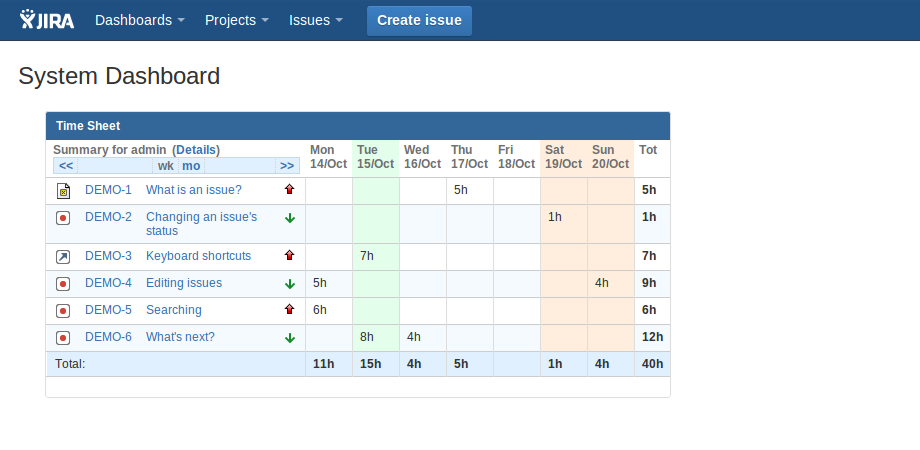 JIRA Dashboards Projects Issues Create issue
System Dashboard
Time Sheet
Summary for admin (Details) Mon Tue Wed Thu Fri Sat Sun Tot
<< wk mo >> 14/Oct 15/Oct 16/Oct 17/Oct 18/Oct 19/Oct 20/Oct
DEMO-1 What is an issue? 5h 5h
DEMO-2 Changing an issue's 1h 1h
status
DEMO-3 Keyboard shortcuts 7h 7h
DEMO-4 Editing issues 5h 4h 9h
DEMO-5 Searching 6h 6h
DEMO-6 What's next? 8h 4h 12h
Total: 11h 15h 4h 5h 1h 4h 40h